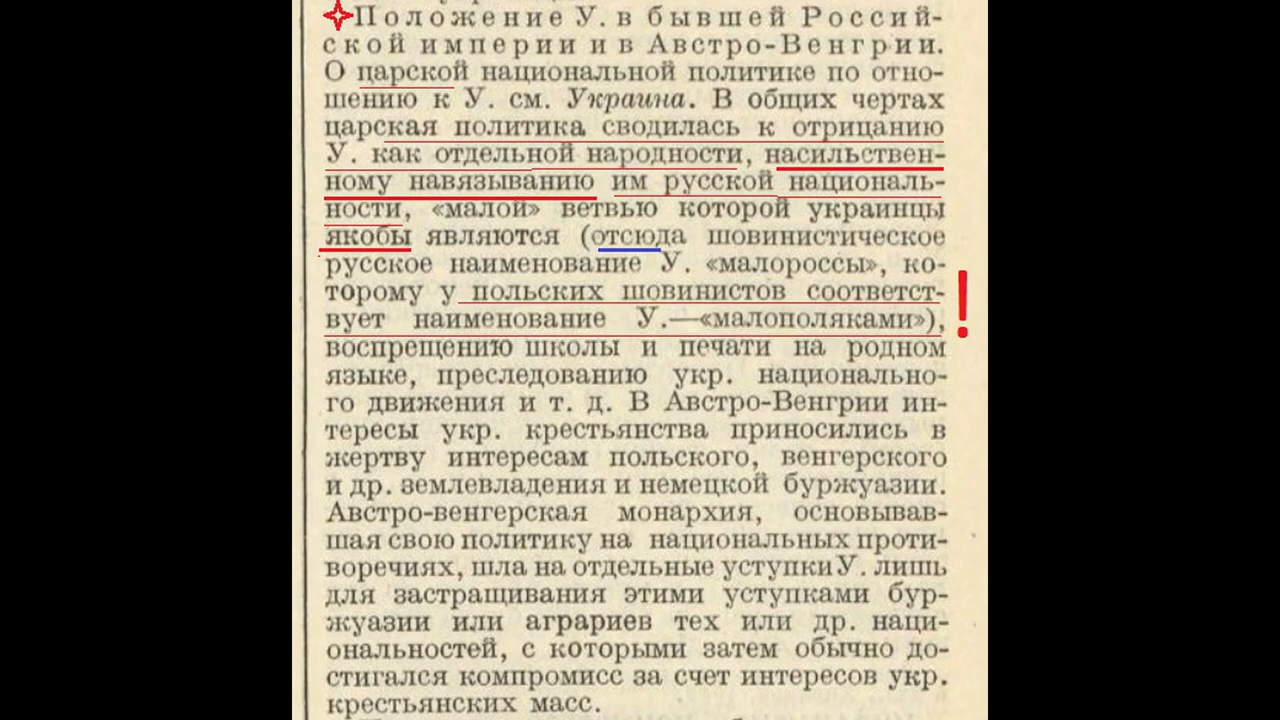 Положение У. в бывшей Россий-
ской империи и в Австро-Венгрии.
О царской национальной политике по отно-
шению к У. см. Украина. В общих чертах
царская политика сводилась к отрицанию
У. как отдельной народности, насильствен-
ному навязыванию им русской националь-
ности, «малой» ветвью которой украинцы
якобы являются (отсюда шовинистическое
русское наименование У. «малороссы», ко-
торому у польских шовинистов соответст-
вует наименование У.—«малополяками»),
воспрещению школы и печати на родном
языке, преследованию укр. национально-
го движения и т. д. В Австро-Венгрии ин-
тересы укр. крестьянства приносились в
жертву интересам польского, венгерского
и др. землевладения и немецкой буржуазии.
Австро-венгерская монархия, основывав-
шая свою политику на национальных проти-
воречиях, шла на отдельные уступки У. лишь
для застращивания этими уступками бур-
жуазии или аграриев тех или др. наци-
ональностей, с которыми затем обычно до-
стигался компромисс за счет интересов укр.
крестьянских масс.